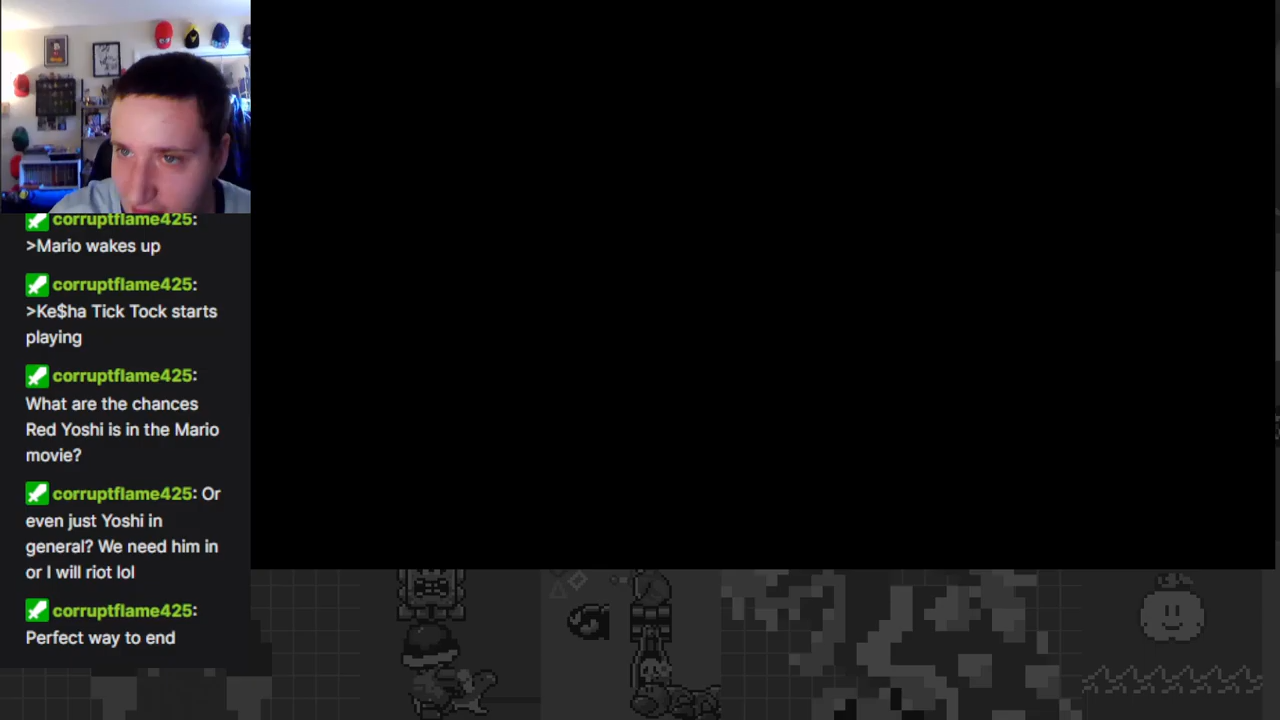 corruptflame425:
>Mario wakes up
corruptflame425:
>Ke$ha Tick Tock starts
playing
corruptflame425:
What are the chances
Red Yoshi is in the Mario
movie?
corruptflame425: Or
even just Yoshi in
general? We need him in
or I will riot lol
corruptflame425:
Perfect way to end